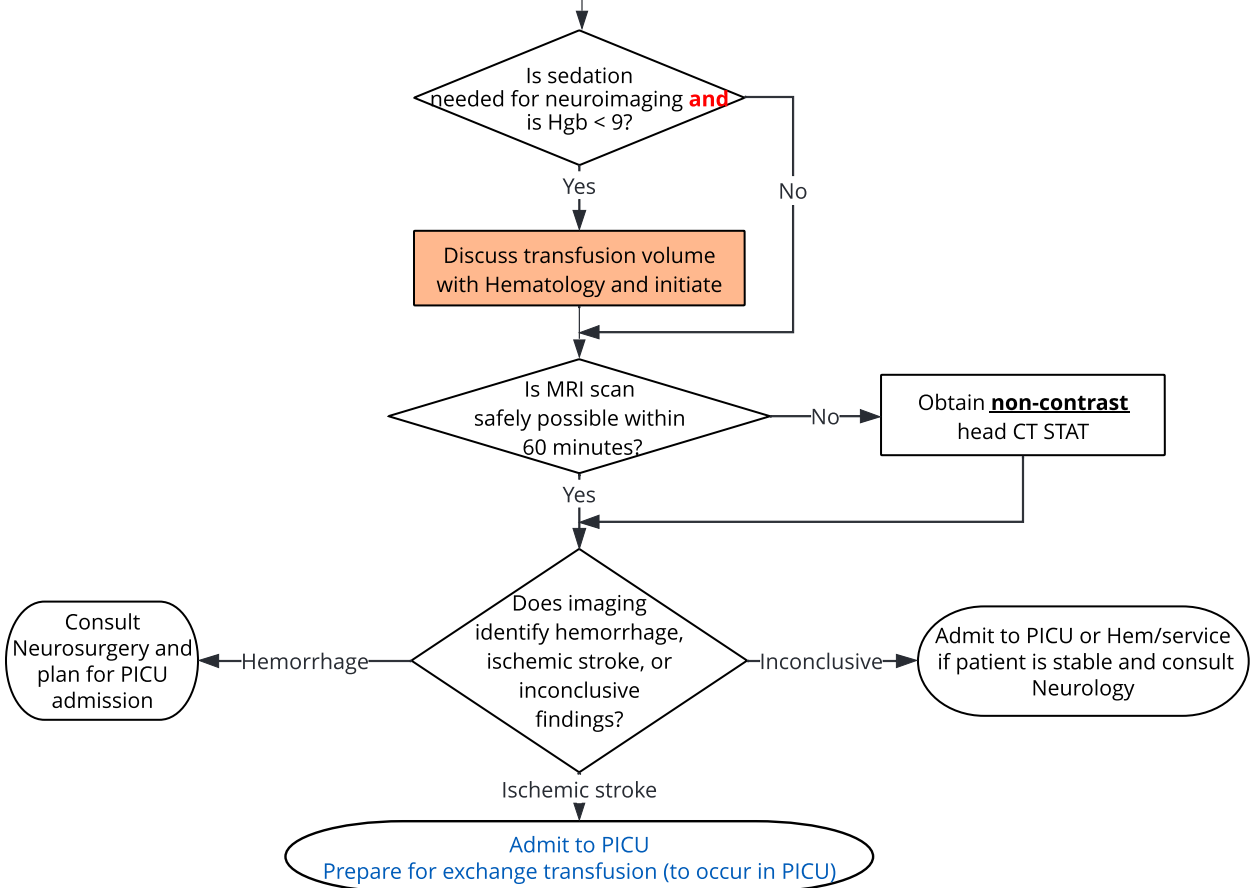 Is sedation
needed for neuroimaging and
is Hgb < 9?
Yes
No
Discuss transfusion volume
with Hematology and initiate
Is MRI scan
safely possible within
60 minutes?
No
Obtain non-contrast
head CT STAT
Yes
Does imaging
identify hemorrhage,
ischemic stroke, or
inconclusive
findings?
Hemorrhage
Consult
Neurosurgery and
plan for PICU
admission
Inconclusive
Admit to PICU or Hem/service
if patient is stable and consult
Neurology
Ischemic stroke
Admit to PICU
Prepare for exchange transfusion (to occur in PICU)